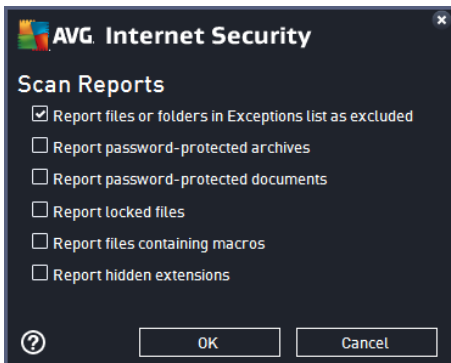 AVG. Internet Security
Scan Reports
Report files or folders in Exceptions list as excluded
Report password-protected archives
Report password-protected documents
Report locked files
Report files containing macros
Report hidden extensions
?
OK
Cancel